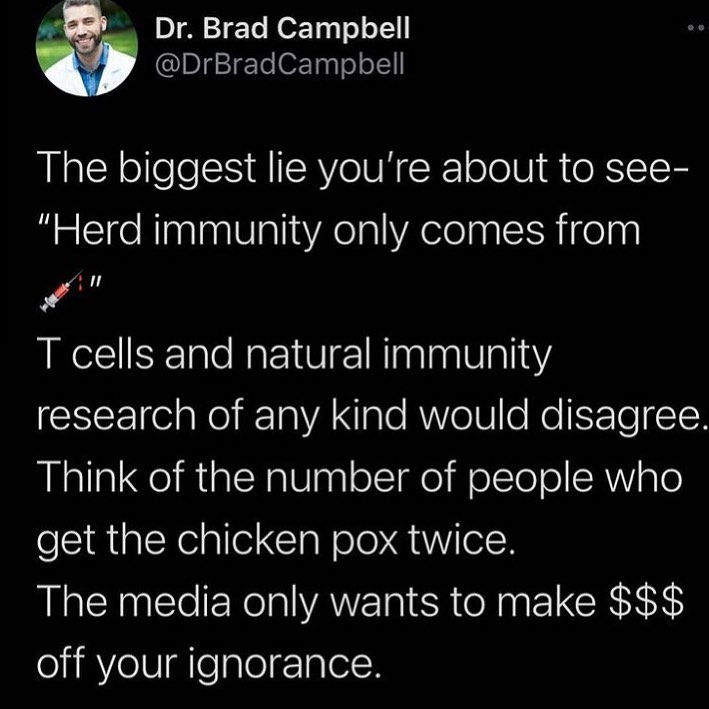 Dr. Brad Campbell
@DrBradCampbell
The biggest lie you're about to see-
"Herd immunity only comes from
💉"
T cells and natural immunity
research of any kind would disagree.
Think of the number of people who
get the chicken pox twice.
The media only wants to make $$$
off your ignorance.